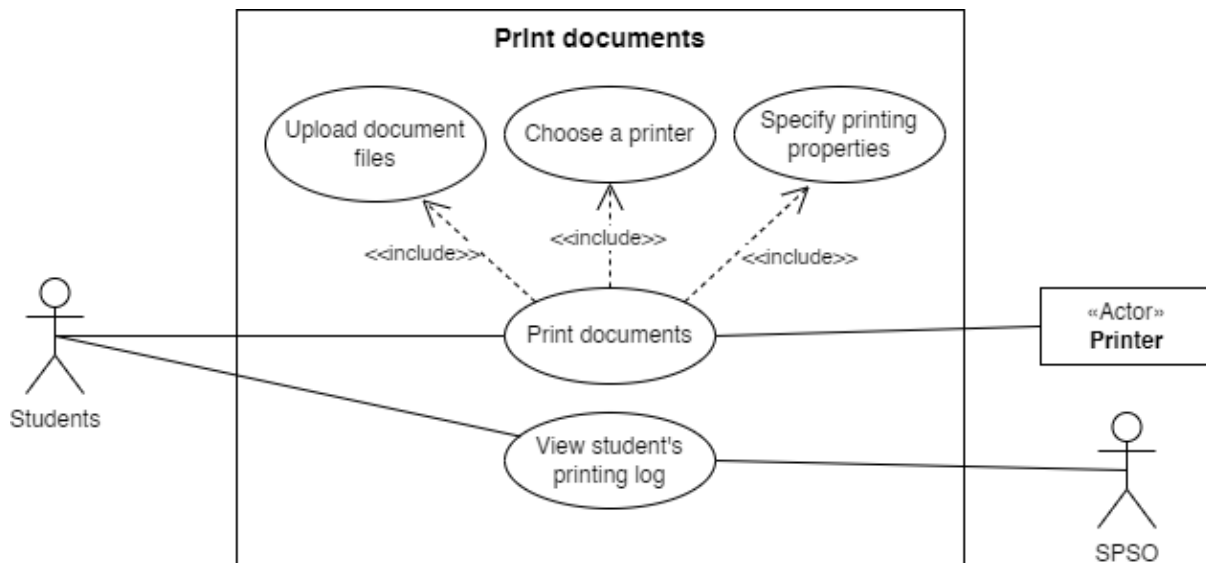 Print documents
Upload document
files
Choose a printer
Specify printing
properties
<<include>>
<<include>>
<<include>>
Print documents
«Actor»
Printer
Students
View student's
printing log
SPSO